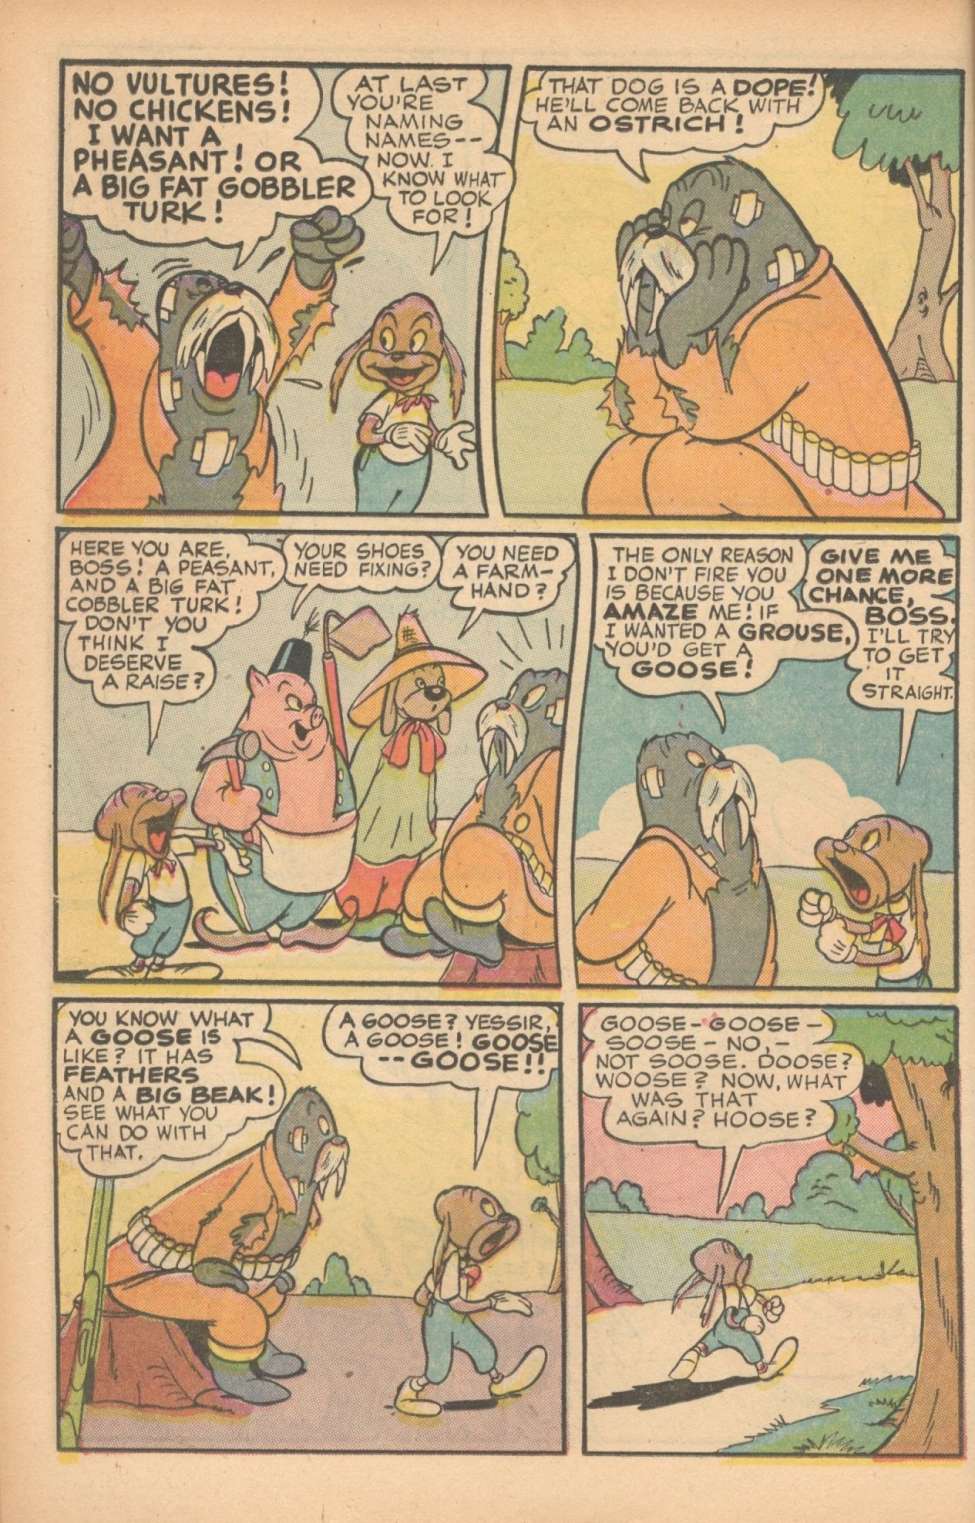 NO VULTURES!
NO CHICKENS!
I WANT A
PHEASANT! OR
A BIG FAT GOBBLER
TURK!
AT LAST
YOU'RE
NAMING
NAMES--
NOW I
KNOW WHAT
TO LOOK
FOR!
THAT DOG IS A DOPE!
HE'LL COME BACK WITH
AN OSTRICH!
HERE YOU ARE,
BOSS! A PEASANT,
AND A BIG FAT
COBBLER TURK!
DON'T YOU
THINK I
DESERVE
A RAISE?
YOUR SHOES
NEED FIXING?
YOU NEED
A FARM-
HAND?
THE ONLY REASON
I DON'T FIRE YOU
IS BECAUSE YOU
AMAZE ME! IF
I WANTED A GROUSE,
YOU'D GET A
GOOSE!
GIVE ME
ONE MORE
CHANCE,
BOSS.
I'LL TRY
TO GET
IT
STRAIGHT.
YOU KNOW WHAT
A GOOSE IS
LIKE? IT HAS
FEATHERS
AND A BIG BEAK!
SEE WHAT YOU
CAN DO WITH
THAT.
A GOOSE? YESSIR,
A GOOSE! GOOSE
--GOOSE!!
GOOSE-GOOSE-
SOOSE-NO,-
NOT SOOSE. DOOSE?
WOOSE? NOW, WHAT
WAS THAT
AGAIN? HOOSE?